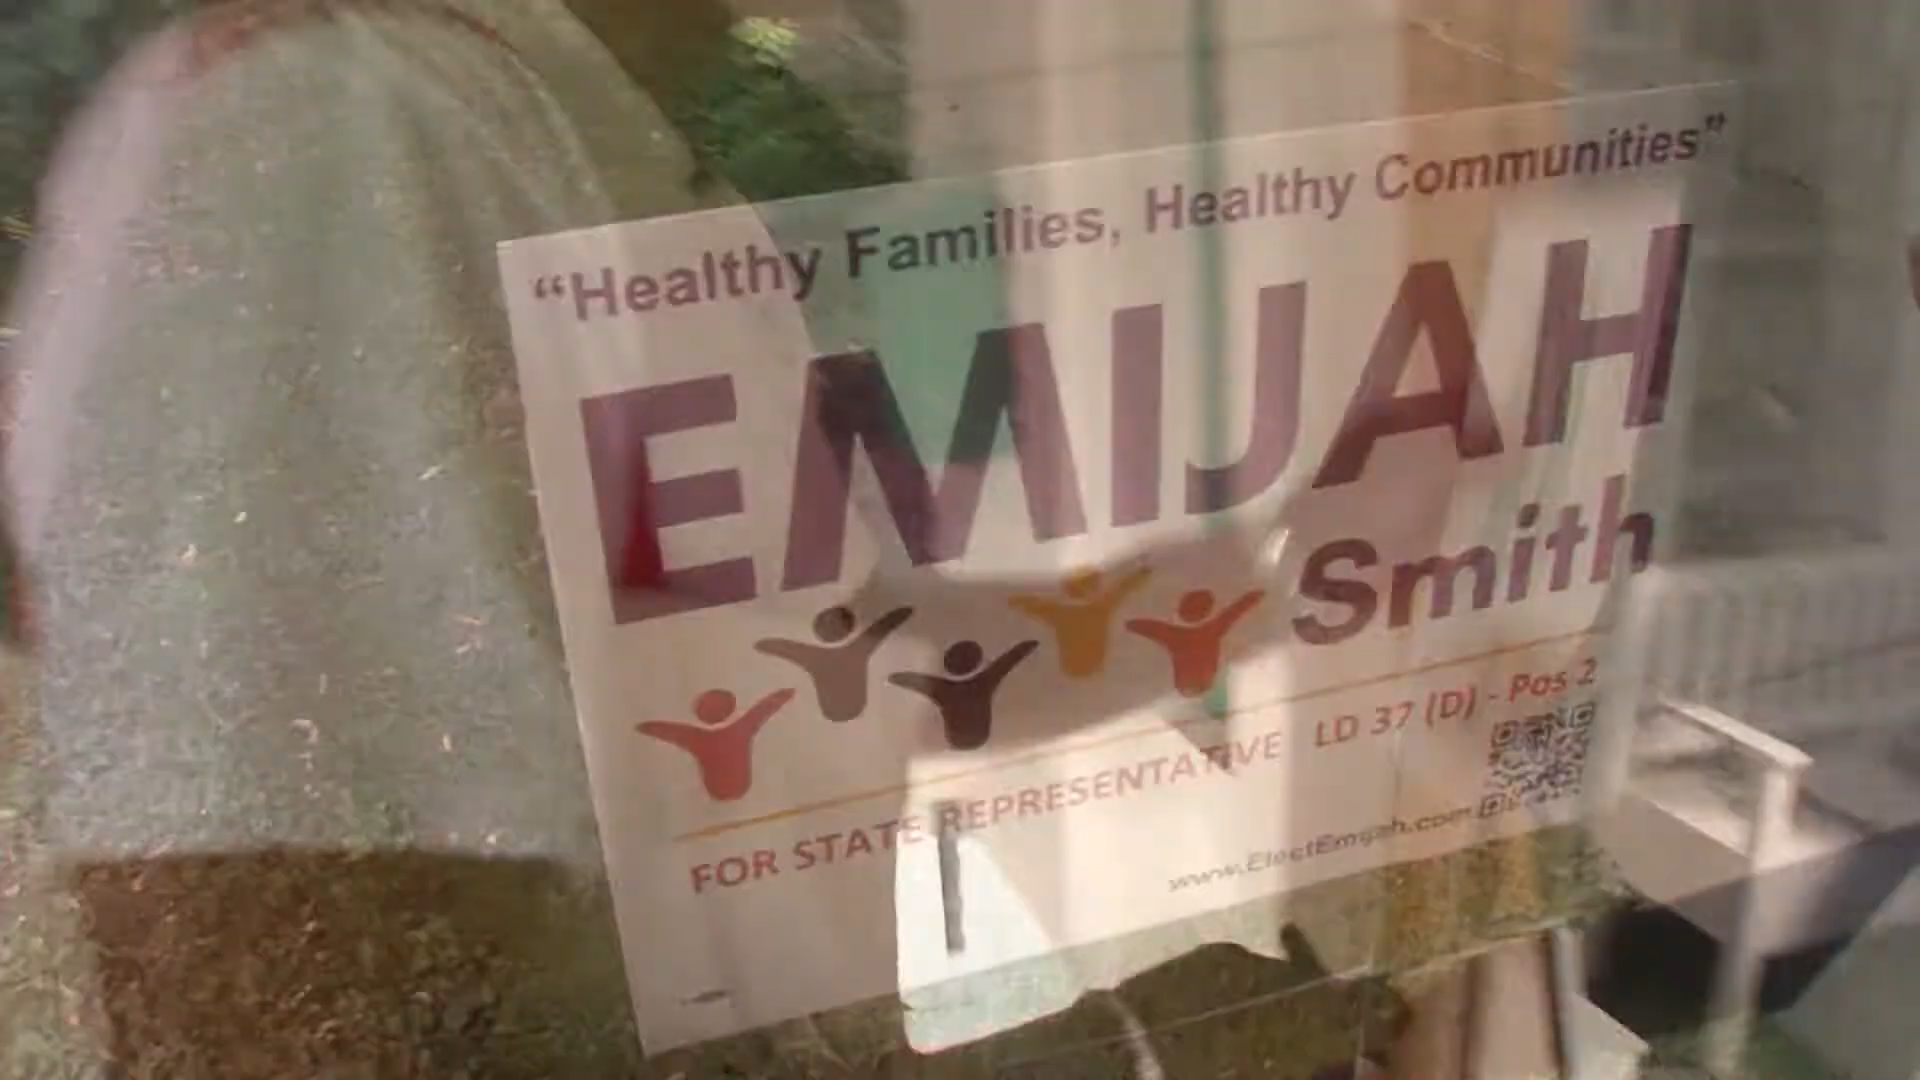 “Healthy Families, Healthy Communities”
EMIJAH
Smith
FOR STATE REPRESENTATIVE LD 37 (D) - Pos 2
www.ElectEmijah.com